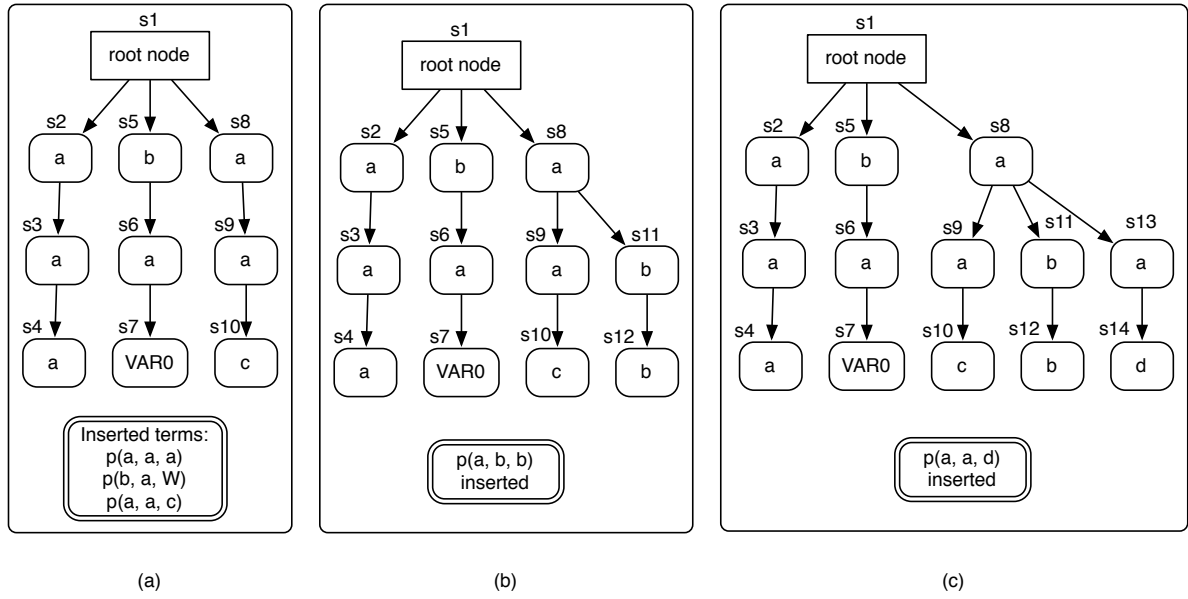 s1
root node
s2 s5 s8
a b a
s3 s6 s9
a a a
s4 s7 s10
a VAR0 c
Inserted terms:
p(a, a, a)
p(b, a, W)
p(a, a, c)
(a)
s1
root node
s2 s5 s8
a b a
s3 s6 s9 s11
a a a b
s4 s7 s10 s12
a VAR0 c b
p(a, b, b)
inserted
(b)
s1
root node
s2 s5 s8
a b a
s3 s6 s9 s11 s13
a a a b a
s4 s7 s10 s12 s14
a VAR0 c b d
p(a, a, d)
inserted
(c)